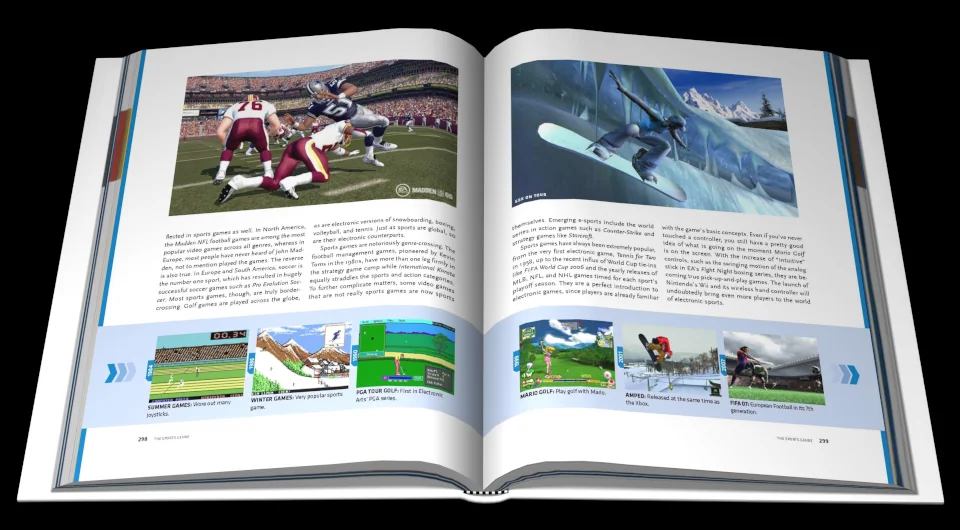 76
5
EA MADDEN 06
flected in sports games as well. In North America,
the Madden NFL football games are among the most
popular video games across all genres, whereas in
Europe, most people have never heard of John Mad-
den, not to mention played the games. The reverse
is also true. In Europe and South America, soccer is
the number one sport, which has resulted in hugely
successful soccer games such as Pro Evolution Soc-
cer. Most sports games, though, are truly border-
crossing. Golf games are played across the globe,
as are electronic versions of snowboarding, boxing,
volleyball, and tennis. Just as sports are global, so
are their electronic counterparts.
Sports games are notoriously genre-crossing. The
football management games, pioneered by Kevin
Toms in the 1980s, have more than one leg firmly in
the strategy game camp while International Karate
equally straddles the sports and action categories.
To further complicate matters, some video games
that are not really sports games are now sports
SSX ON TOUR
themselves. Emerging e-sports include the world
series in action games such as Counter-Strike and
strategy games like Starcraft.
Sports games have always been extremely popular,
from the very first electronic game, Tennis for Two
in 1958, up to the recent influx of World Cup tie-ins
like FIFA World Cup 2006 and the yearly releases of
MLB, NFL, and NHL games timed for each sport's
playoff season. They are a perfect introduction to
electronic games, since players are already familiar
with the game's basic concepts. Even if you've never
touched a controller, you still have a pretty good
idea of what is going on the moment Mario Golf
is on the screen. With the increase of "intuitive"
controls, such as the swinging motion of the analog
stick in EA's Fight Night boxing series, they are be-
coming true pick-up-and-play games. The launch of
Nintendo's Wii and its wireless hand controller will
undoubtedly bring even more players to the world
of electronic sports.
1984
00.34
SUMMER GAMES: Wore out many
joysticks.
1985
WINTER GAMES: Very popular sports
game.
1990
PGA TOUR GOLF: First in Electronic
Arts' PGA series.
1999
MARIO GOLF: Play golf with Mario.
2001
AMPED: Released at the same time as
the Xbox.
2007
FIFA 07: European Football in its 7th
generation.
298 THE SPORTS GAME
THE SPORTS GAME 299